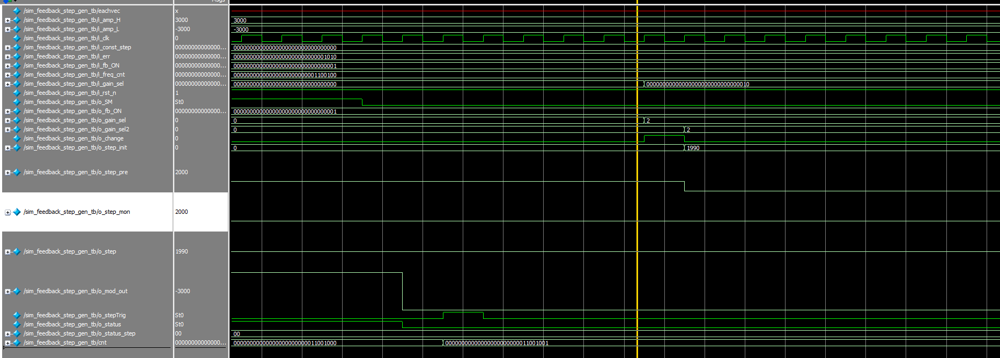 Msgs
/sim_feedback_step_gen_tb/eachvec x
/sim_feedback_step_gen_tb/i_amp_H 3000 3000
/sim_feedback_step_gen_tb/i_amp_L -3000 -3000
/sim_feedback_step_gen_tb/i_clk 0
/sim_feedback_step_gen_tb/i_const_step 00000000000000... 00000000000000000000000000000000
/sim_feedback_step_gen_tb/i_err 00000000000000... 00000000000000000000000000001010
/sim_feedback_step_gen_tb/i_fb_ON 00000000000000... 00000000000000000000000000000001
/sim_feedback_step_gen_tb/i_freq_cnt 00000000000000... 00000000000000000000000001100100
/sim_feedback_step_gen_tb/i_gain_sel 00000000000000... 00000000000000000000000000000000 00000000000000000000000000000010
/sim_feedback_step_gen_tb/i_rst_n 1
/sim_feedback_step_gen_tb/o_SM St0
/sim_feedback_step_gen_tb/o_fb_ON 00000000000000... 00000000000000000000000000000001
/sim_feedback_step_gen_tb/o_gain_sel 0 0 2
/sim_feedback_step_gen_tb/o_gain_sel2 0 0 2
/sim_feedback_step_gen_tb/o_change 0
/sim_feedback_step_gen_tb/o_step_init 0 0 1990
/sim_feedback_step_gen_tb/o_step_pre 2000
/sim_feedback_step_gen_tb/o_step_mon 2000
/sim_feedback_step_gen_tb/o_step 1990
/sim_feedback_step_gen_tb/o_mod_out -3000
/sim_feedback_step_gen_tb/o_stepTrig St0
/sim_feedback_step_gen_tb/o_status St0
/sim_feedback_step_gen_tb/o_status_step 00 00
/sim_feedback_step_gen_tb/cnt 00000000000000... 00000000000000000000000011001000 00000000000000000000000011001001